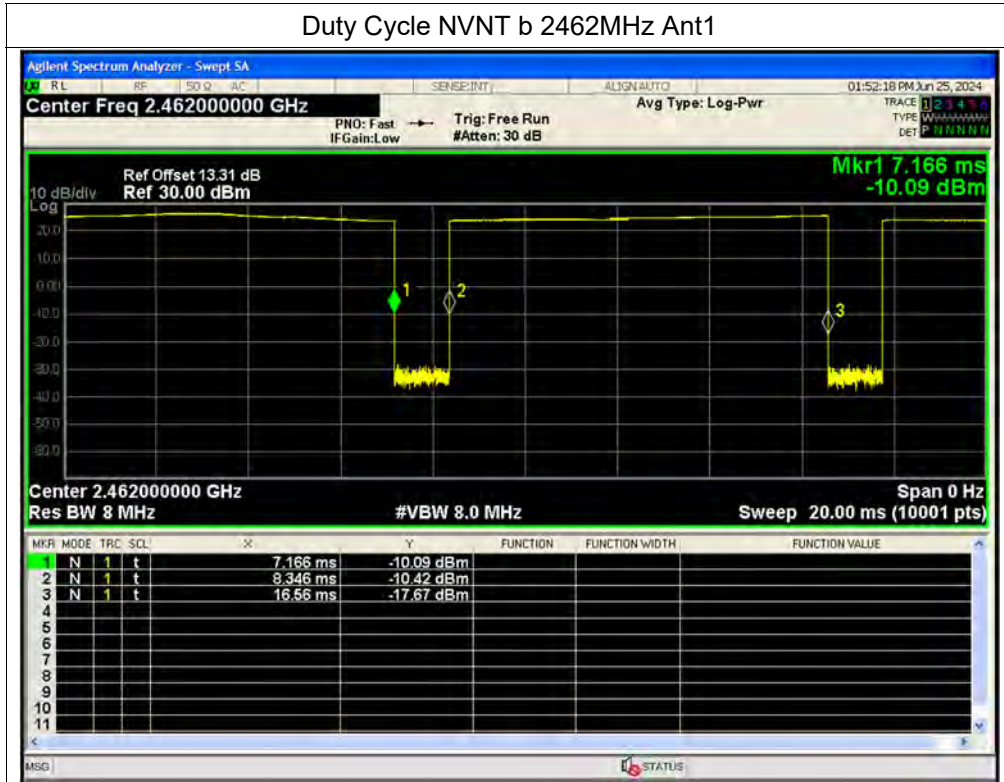 Duty Cycle NVNT b 2462MHz Ant1
Agilent Spectrum Analyzer - Swept SA
RL RF 50 Ω AC SENSE:INT ALIGN AUTO 01:52:18 PM Jun 25, 2024
Center Freq 2.462000000 GHz Avg Type: Log-Pwr TRACE 1 2 3 4 5 6
PNO: Fast Trig: Free Run TYPE WWWWWW
IFGain:Low #Atten: 30 dB DET P N N N N N
Mkr1 7.166 ms
Ref Offset 13.31 dB
10 dB/div Ref 30.00 dBm -10.09 dBm
Log
20.0
10.0
0.00
1
2
-10.0
3
-20.0
-30.0
-40.0
-50.0
-60.0
Center 2.462000000 GHz Span 0 Hz
Res BW 8 MHz #VBW 8.0 MHz Sweep 20.00 ms (10001 pts)
MKR MODE TRC SCL X Y FUNCTION FUNCTION WIDTH FUNCTION VALUE
1 N 1 t 7.166 ms -10.09 dBm
2 N 1 t 8.346 ms -10.42 dBm
3 N 1 t 16.56 ms -17.67 dBm
4
5
6
7
8
9
10
11
MSG STATUS